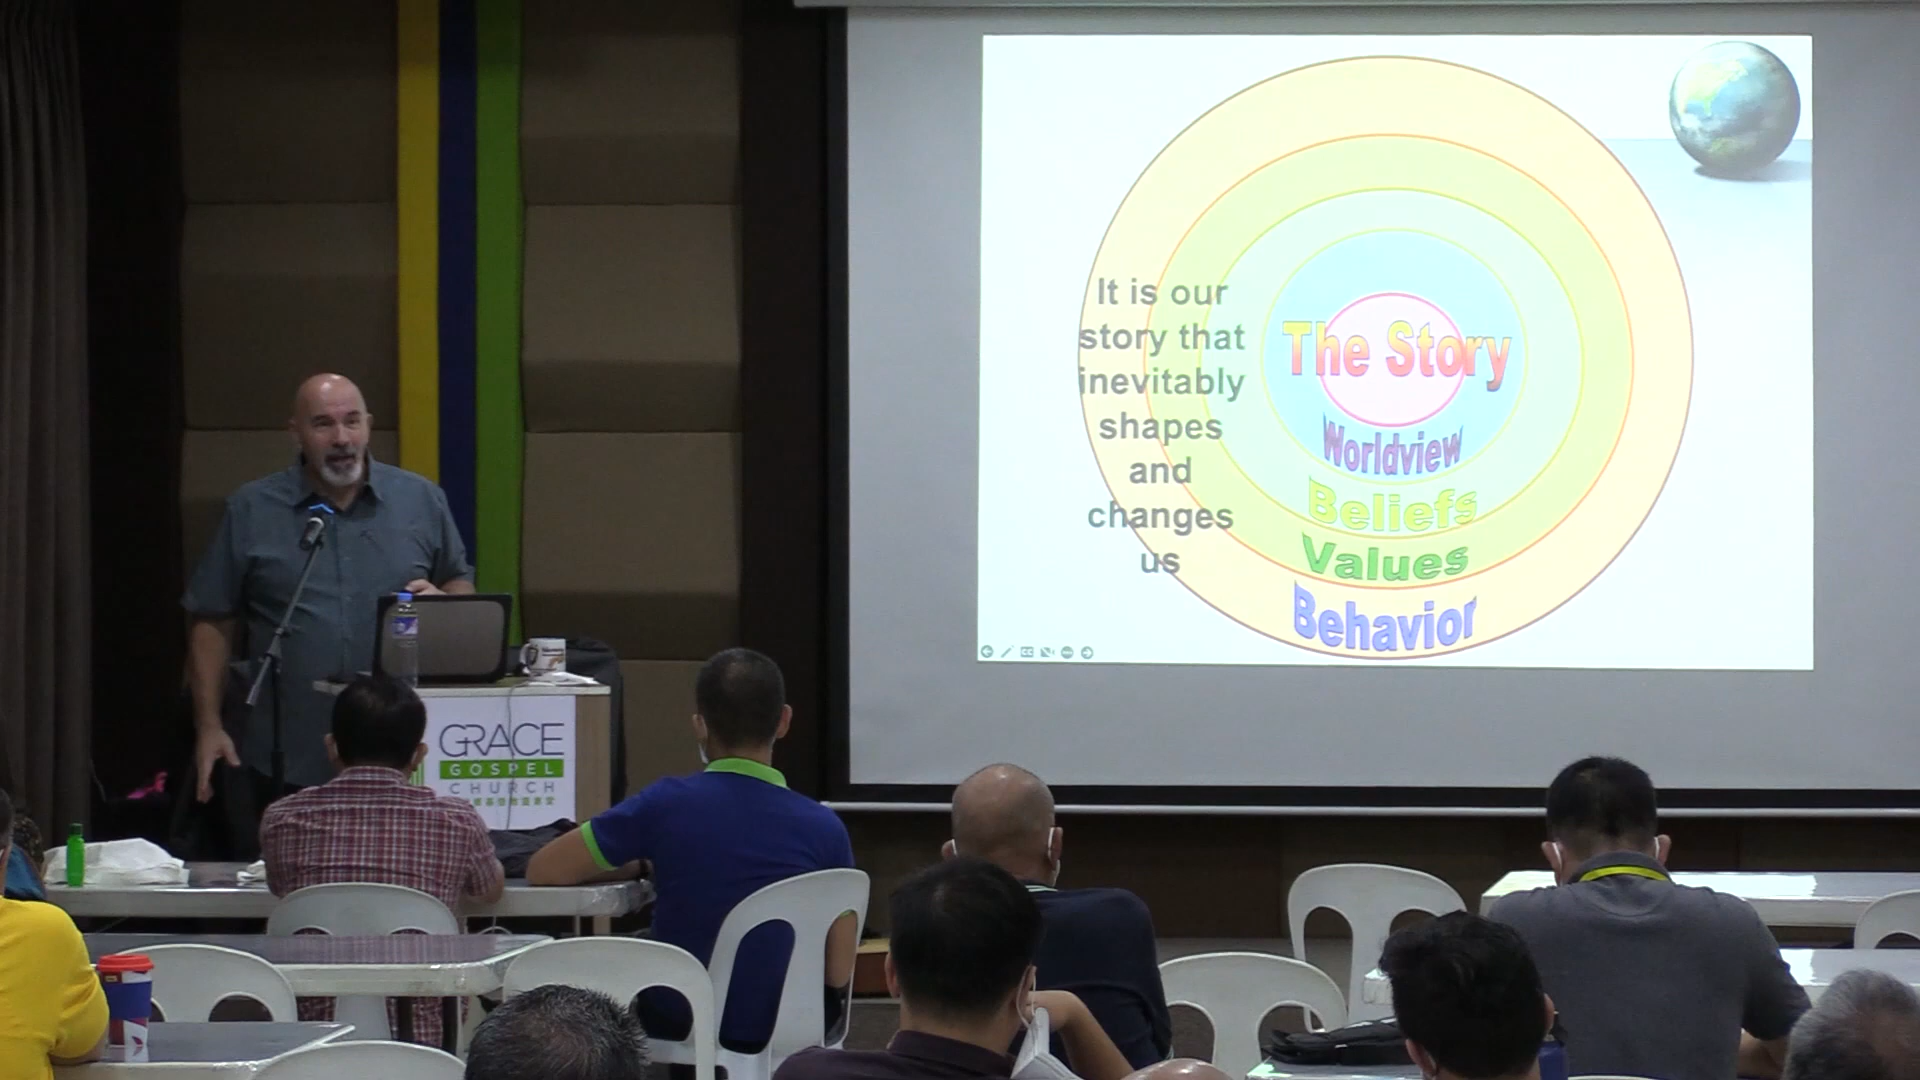 It is our
story that
inevitably
shapes
and
changes
us
The Story
Worldview
Beliefs
Values
Behavior
GRACE
GOSPEL
CHURCH